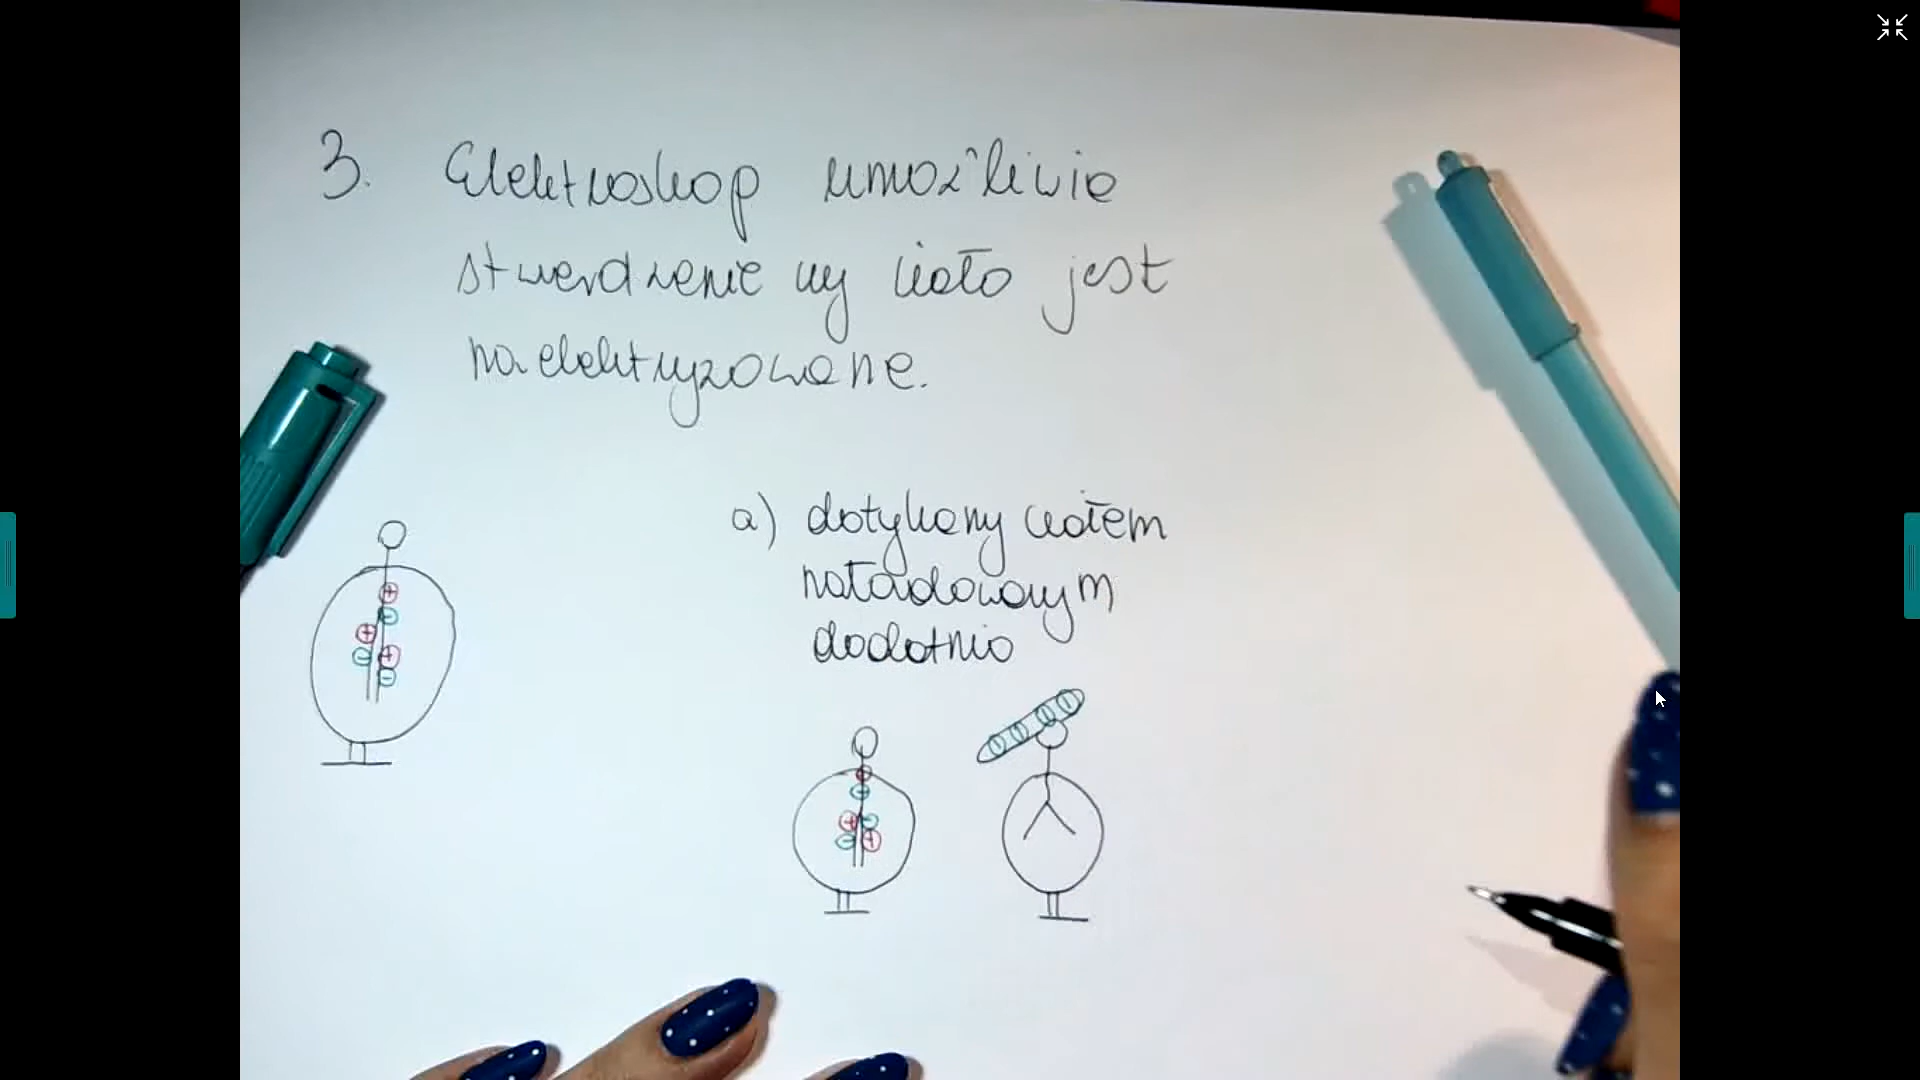 3. Elektroskop umożliwia
stwierdzenie czy ciało jest
naelektryzowane.
a) dotykamy ciałem
naładowanym
dodatnio